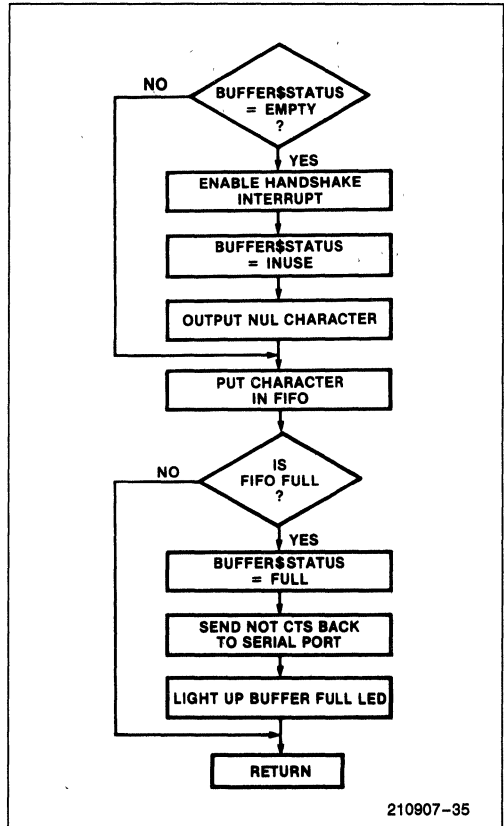 BUFFER$STATUS
= EMPTY
?
NO
YES
ENABLE HANDSHAKE
INTERRUPT
BUFFER$STATUS
= INUSE
OUTPUT NUL CHARACTER
PUT CHARACTER
IN FIFO
IS
FIFO FULL
?
NO
YES
BUFFER$STATUS
= FULL
SEND NOT CTS BACK
TO SERIAL PORT
LIGHT UP BUFFER FULL LED
RETURN
210907-35